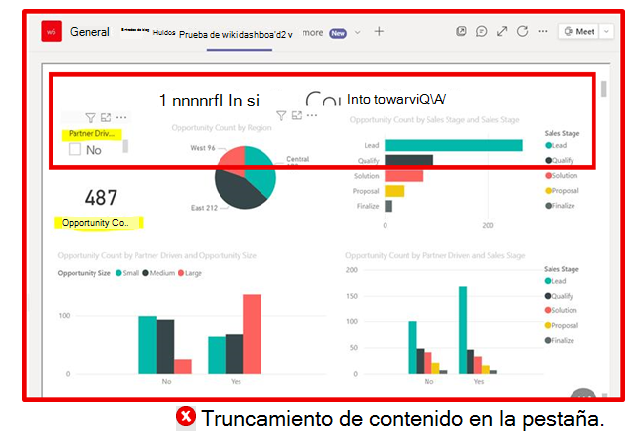 w6 General Entradas de blog Huidos Prueba de wikidashboa'd2 v more New + Meet
1 nnnnrfl In si Into towarviQ\A/
Partner Driv...
No
487
Opportunity Co..
Opportunity Count by Region
West 96
Central
East 212
Opportunity Count by Sales Stage and Sales Stage
Lead
Qualify
Solution
Proposal
Finalize
0 200
Sales Stage
Lead
Qualify
Solution
Proposal
Finalize
Opportunity Count by Partner Driven and Opportunity Size
Opportunity Size Small Medium Large
100
0
No Yes
Opportunity Count by Partner Driven and Sales Stage
200
150
100
50
0
No Yes
Sales Stage
Lead
Qualify
Solution
Proposal
Finalize
Truncamiento de contenido en la pestaña.